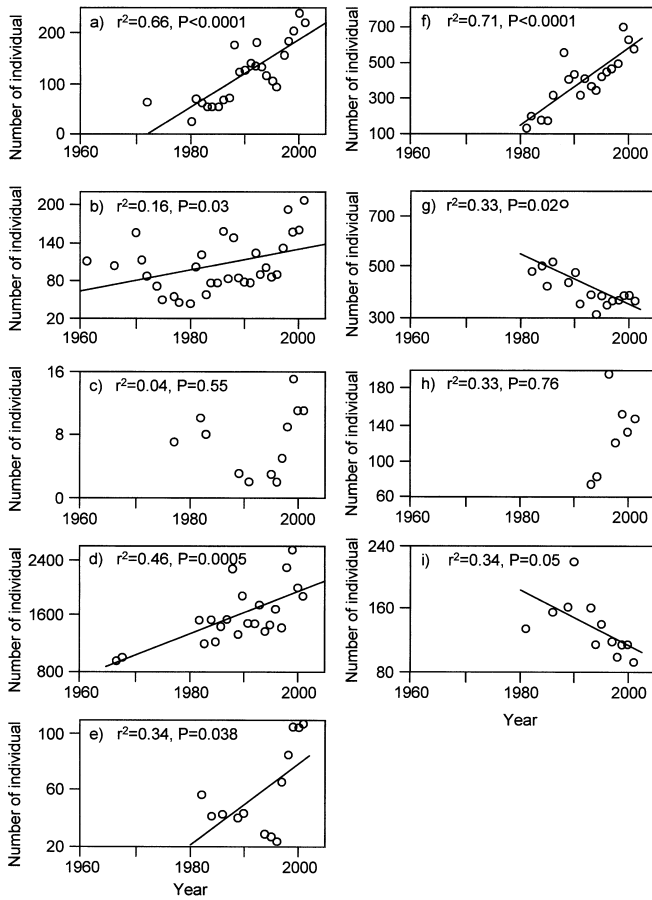 a) r²=0.66, P<0.0001
Number of individual
200
100
0
1960
1980
2000
b) r²=0.16, P=0.03
Number of individual
200
140
80
20
1960
1980
2000
c) r²=0.04, P=0.55
Number of individual
16
8
0
1960
1980
2000
d) r²=0.46, P=0.0005
Number of individual
2400
1600
800
1960
1980
2000
e) r²=0.34, P=0.038
Number of individual
100
60
20
1960
1980
2000
Year
f) r²=0.71, P<0.0001
Number of individual
700
500
300
100
1960
1980
2000
g) r²=0.33, P=0.02
Number of individual
700
500
300
1960
1980
2000
h) r²=0.33, P=0.76
Number of individual
180
140
100
60
1960
1980
2000
i) r²=0.34, P=0.05
Number of individual
240
160
80
1960
1980
2000
Year